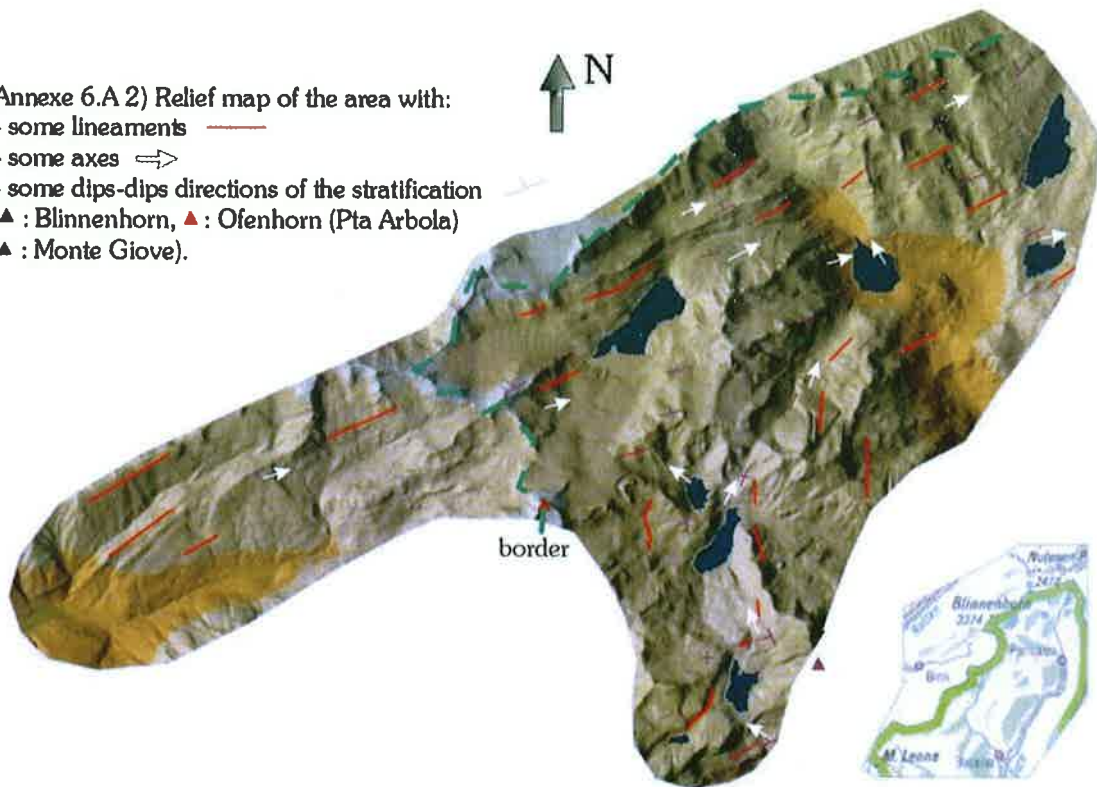 Annexe 6.A 2) Relief map of the area with:
- some lineaments
- some axes
- some dips-dips directions of the stratification
▲ : Blinnenhorn, ▲ : Ofenhorn (Pta Arbola)
▲ : Monte Giove).
N
border
Blinnenhorn
M. Leone